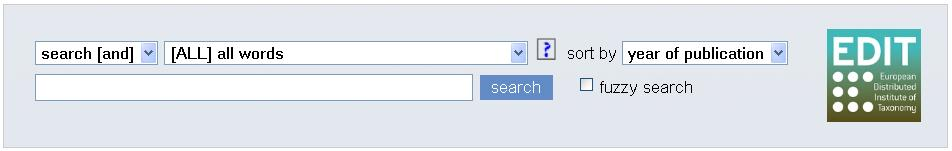 search [and] [ALL] all words ? sort by year of publication
search fuzzy search
EDIT
European
Distributed
Institute of
Taxonomy